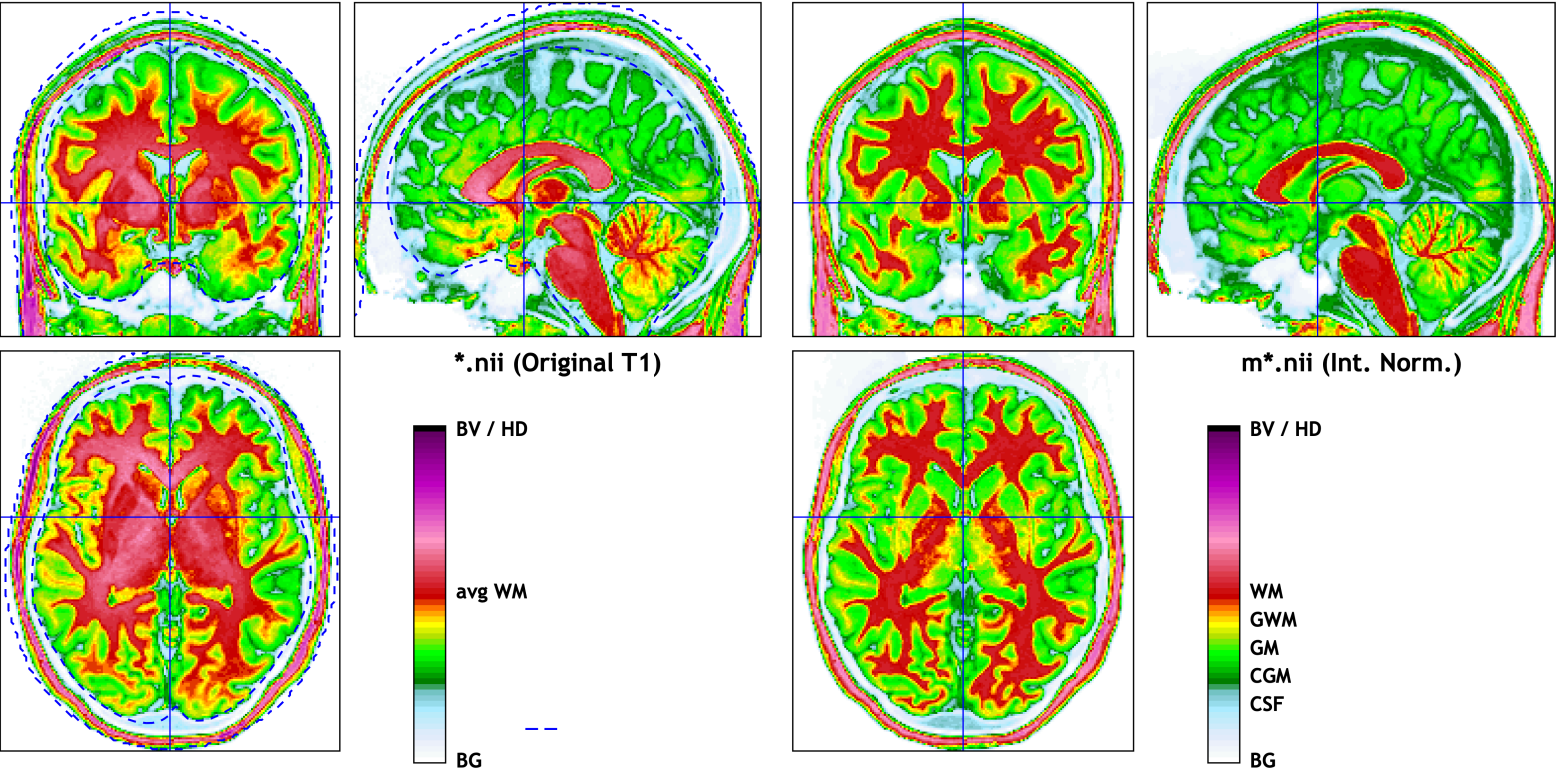 *.nii (Original T1)
BV / HD
avg WM
BG
m*.nii (Int. Norm.)
BV / HD
WM
GWM
GM
CGM
CSF
BG